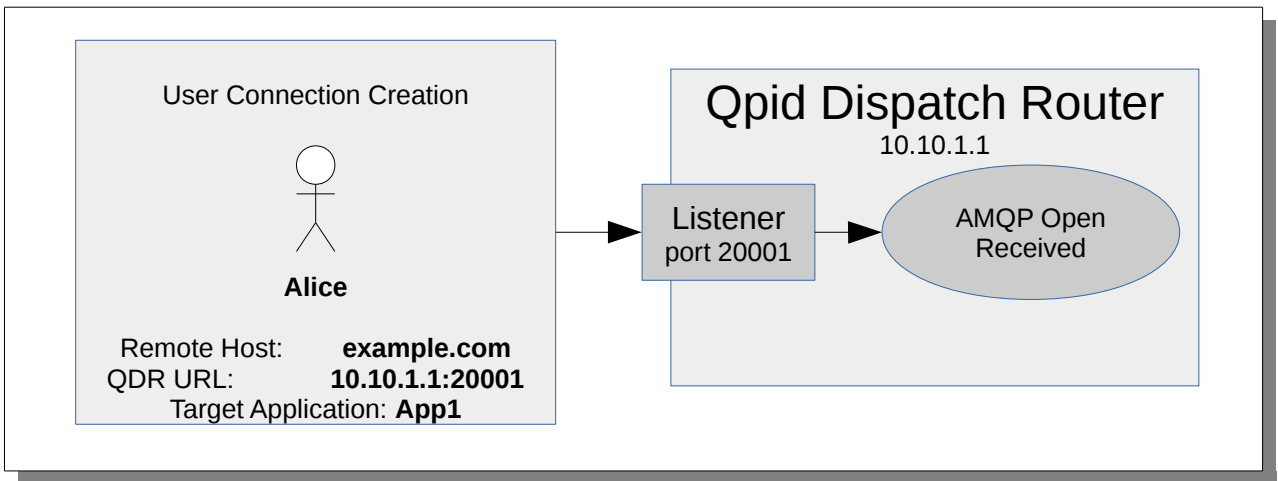 User Connection Creation
Alice
Remote Host: example.com
QDR URL: 10.10.1.1:20001
Target Application: App1
Listener
port 20001
Qpid Dispatch Router
10.10.1.1
AMQP Open
Received